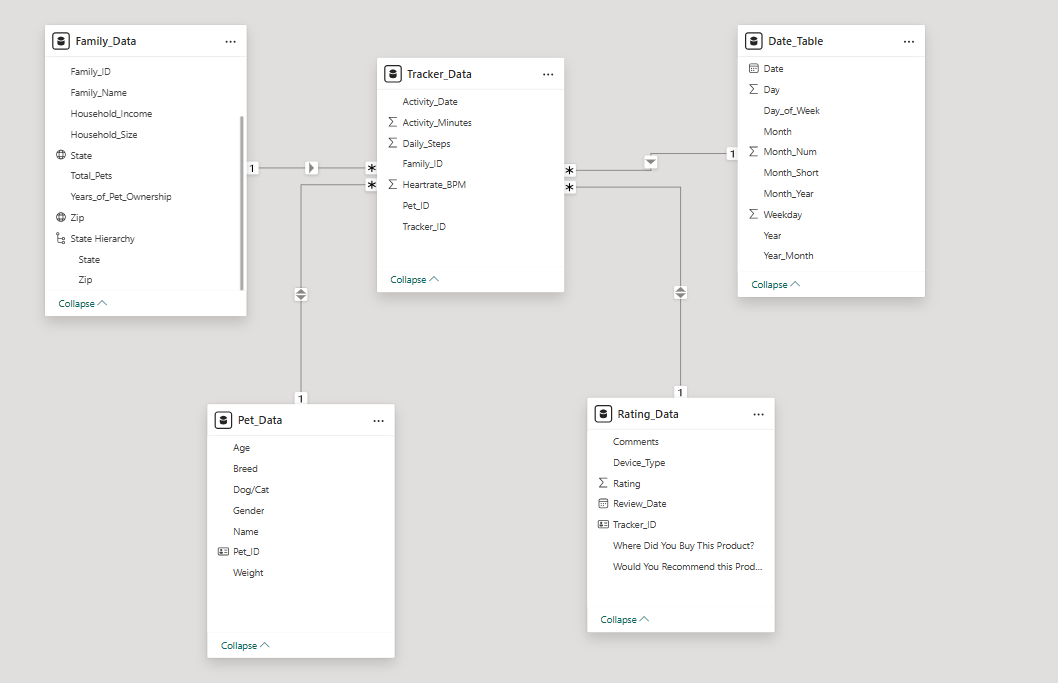 Family_Data
...
Family_ID
Family_Name
Household_Income
Household_Size
State
Total_Pets
Years_of_Pet_Ownership
Zip
State Hierarchy
State
Zip
Collapse
1
*
*
Tracker_Data
...
Activity_Date
Σ Activity_Minutes
Σ Daily_Steps
Family_ID
Σ Heartrate_BPM
Pet_ID
Tracker_ID
Collapse
*
*
1
Date_Table
...
Date
Σ Day
Day_of_Week
Month
Σ Month_Num
Month_Short
Month_Year
Σ Weekday
Year
Year_Month
Collapse
1
Pet_Data
...
Age
Breed
Dog/Cat
Gender
Name
Pet_ID
Weight
Collapse
1
Rating_Data
...
Comments
Device_Type
Σ Rating
Review_Date
Tracker_ID
Where Did You Buy This Product?
Would You Recommend this Prod...
Collapse